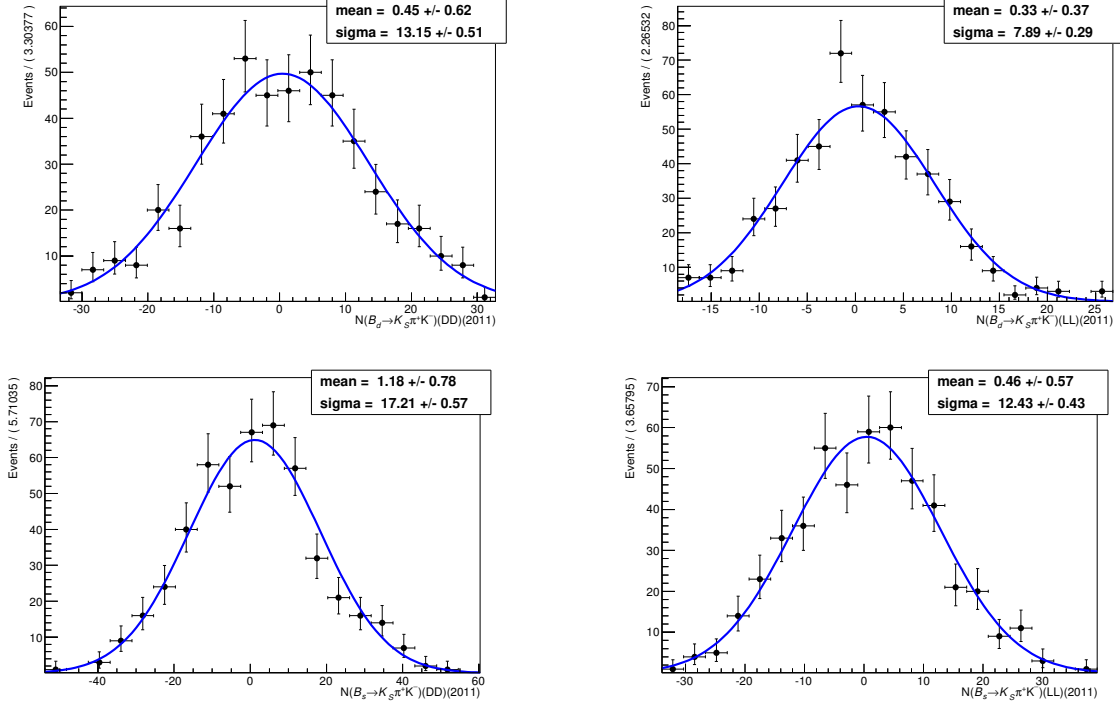 mean = 0.45 +/- 0.62
sigma = 13.15 +/- 0.51
Events / ( 3.30377 )
60
50
40
30
20
10
-30 -20 -10 0 10 20 30
N(B_d→K_Sπ⁺K⁻)(DD)(2011)
mean = 0.33 +/- 0.37
sigma = 7.89 +/- 0.29
Events / ( 2.26532 )
80
70
60
50
40
30
20
10
-15 -10 -5 0 5 10 15 20 25
N(B_d→K_Sπ⁺K⁻)(LL)(2011)
mean = 1.18 +/- 0.78
sigma = 17.21 +/- 0.57
Events / ( 5.71035 )
80
70
60
50
40
30
20
10
-40 -20 0 20 40 60
N(B_s→K_Sπ⁺K⁻)(DD)(2011)
mean = 0.46 +/- 0.57
sigma = 12.43 +/- 0.43
Events / ( 3.65795 )
70
60
50
40
30
20
10
-30 -20 -10 0 10 20 30
N(B_s→K_Sπ⁺K⁻)(LL)(2011)